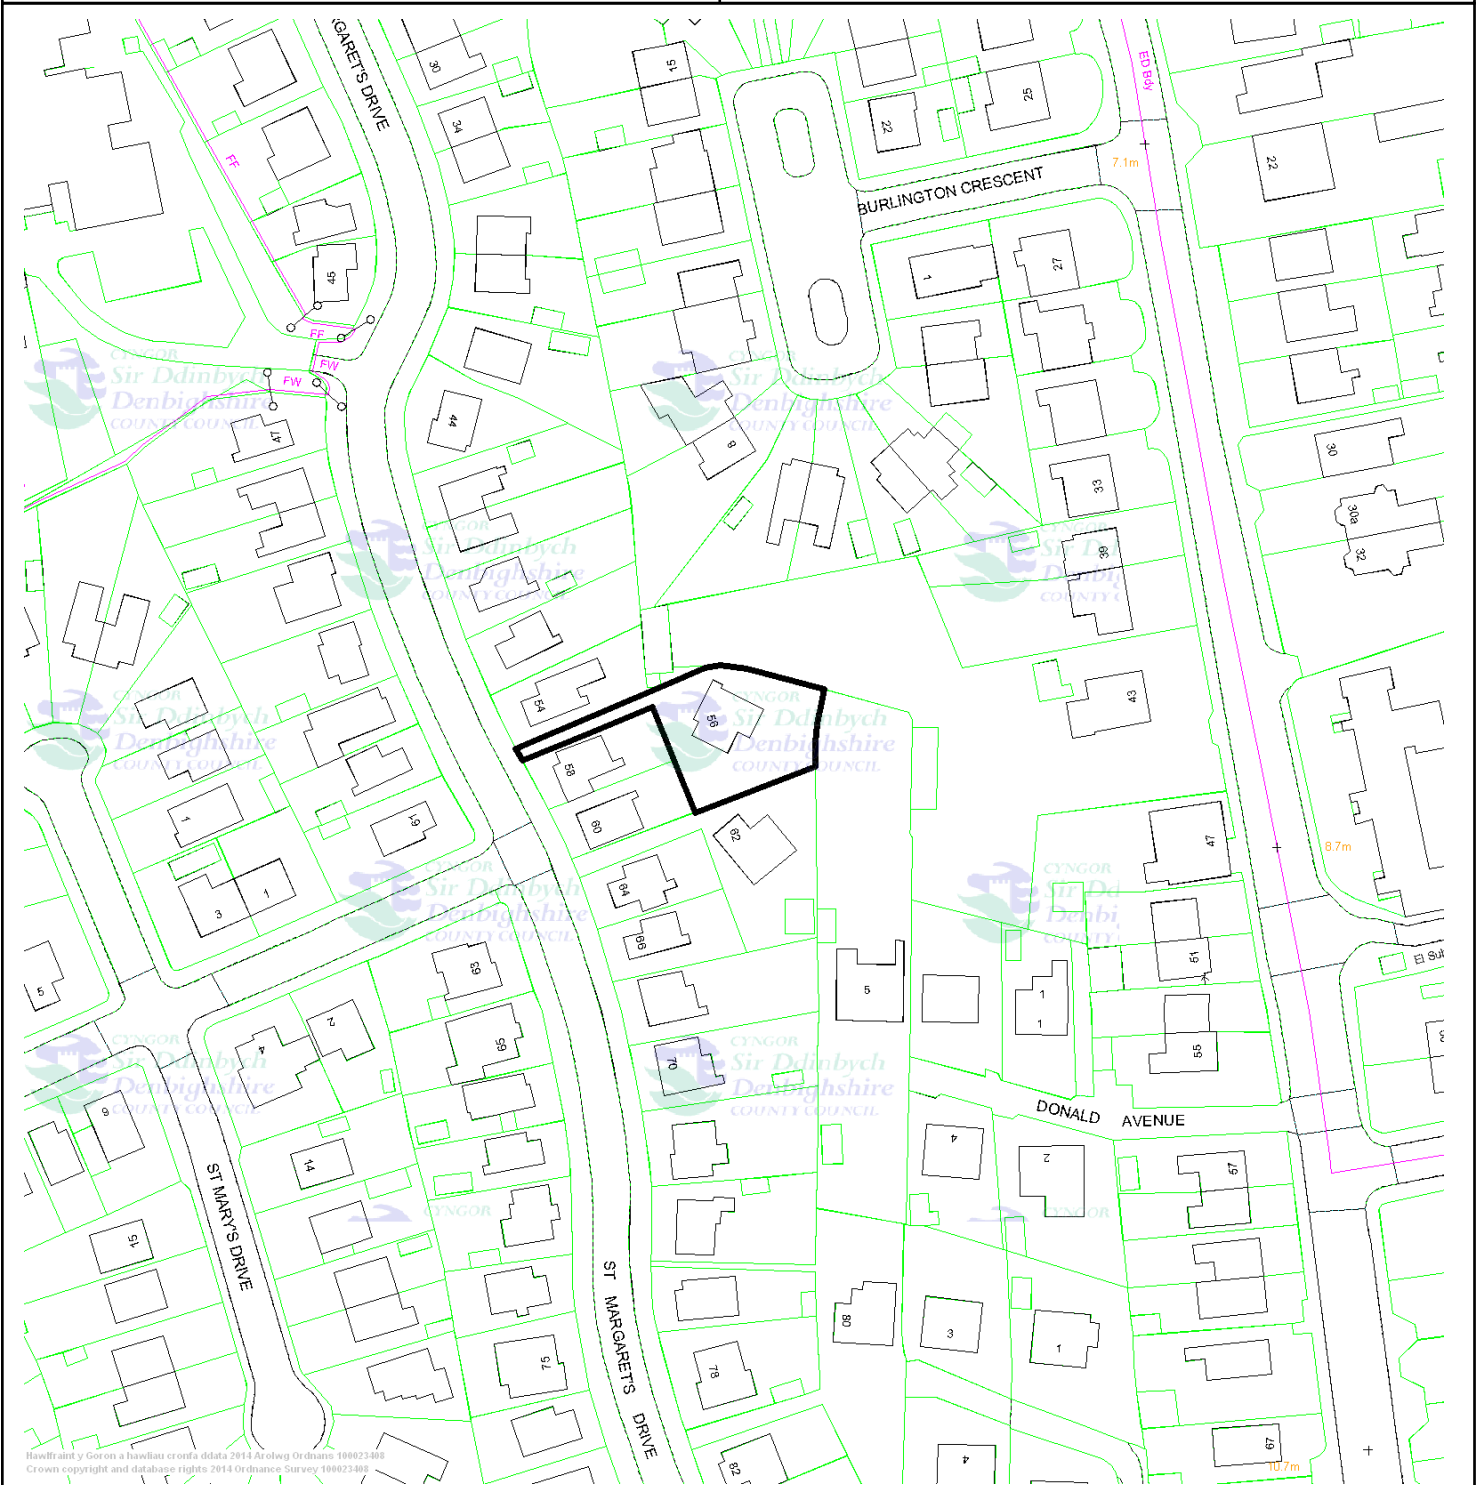 GARET'S DRIVE
30
34
15
22
25
ED Bdy
7.1m
22
BURLINGTON CRESCENT
FF
45
1
27
FF
FW
FW
47
44
8
33
30
30a
32
39
CYNGOR
Sir Ddinbych
Denbighshire
COUNTY COUNCIL
54
56
43
58
60
62
61
1
47
8.7m
64
1
3
66
63
5
51
El Sub
5
1
1
2
4
65
70
55
DONALD AVENUE
9
14
4
2
57
ST MARY'S DRIVE
15
ST MARGARET'S DRIVE
75
78
80
3
1
82
4
67
10.7m
Hawlfraint y Goron a hawliau cronfa ddata 2014 Arolwg Ordnans 100023408
Crown copyright and database rights 2014 Ordnance Survey 100023408